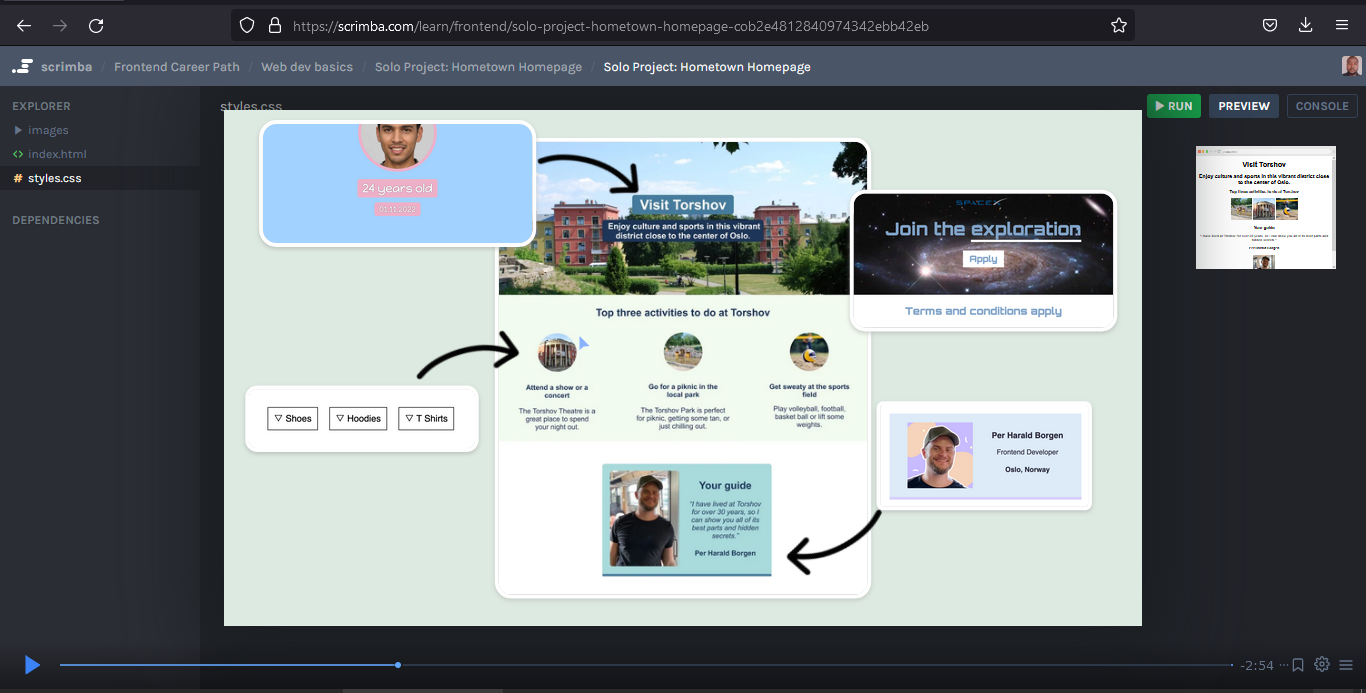 https://scrimba.com/learn/frontend/solo-project-hometown-homepage-cob2e4812840974342ebb42eb
scrimba / Frontend Career Path / Web dev basics / Solo Project: Hometown Homepage / Solo Project: Hometown Homepage
EXPLORER
images
index.html
# styles.css
DEPENDENCIES
styles.css
RUN
PREVIEW
CONSOLE
24 years old
01.11.2022
Visit Torshov
Enjoy culture and sports in this vibrant
district close to the center of Oslo.
SPACEX
Join the exploration
Apply
Terms and conditions apply
Top three activities to do at Torshov
Attend a show or a
concert
The Torshov Theatre is a
great place to spend
your night out.
Go for a piknic in the
local park
The Torshov Park is perfect
for piknic, getting some tan, or
just chilling out.
Get sweaty at the sports
field
Play volleyball, football,
basket ball or lift some
weights.
▽ Shoes
▽ Hoodies
▽ T Shirts
Per Harald Borgen
Frontend Developer
Oslo, Norway
Your guide
"I have lived at Torshov
for over 30 years, so I
can show you all of its
best parts and hidden
secrets."
Per Harald Borgen
Visit Torshov
Enjoy culture and sports in this vibrant district close
to the center of Oslo.
Top three activities to do at Torshov
Your guide
-2:54